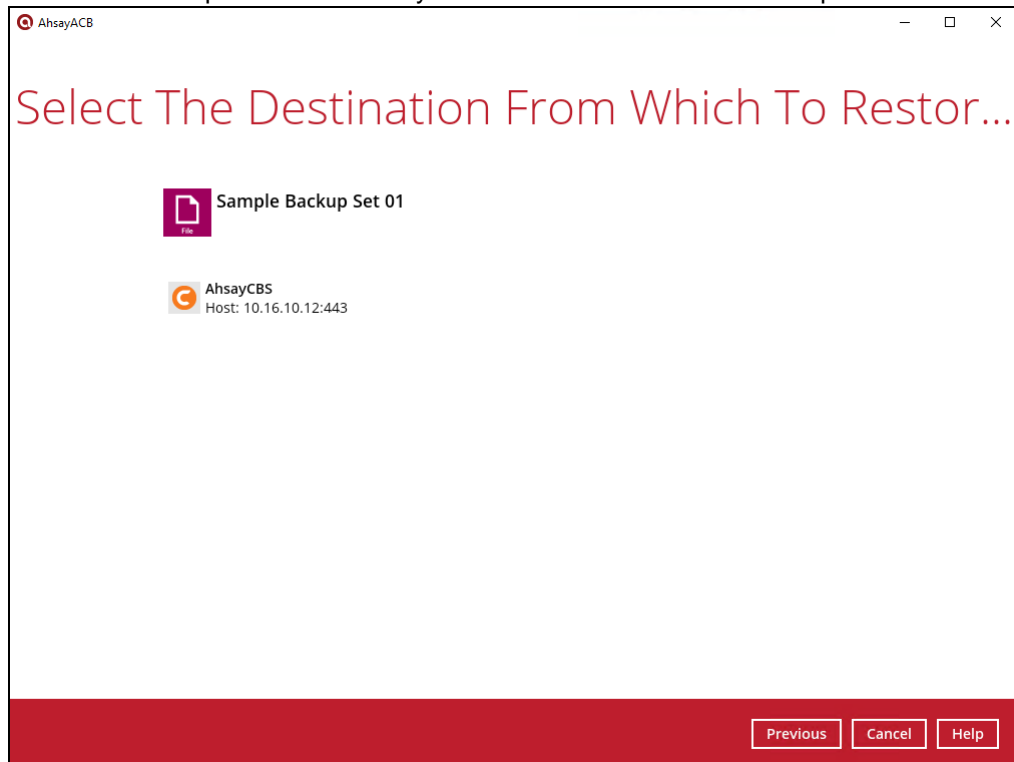 AhsayACB
Select The Destination From Which To Restor...
Sample Backup Set 01
File
AhsayCBS
Host: 10.16.10.12:443
Previous Cancel Help